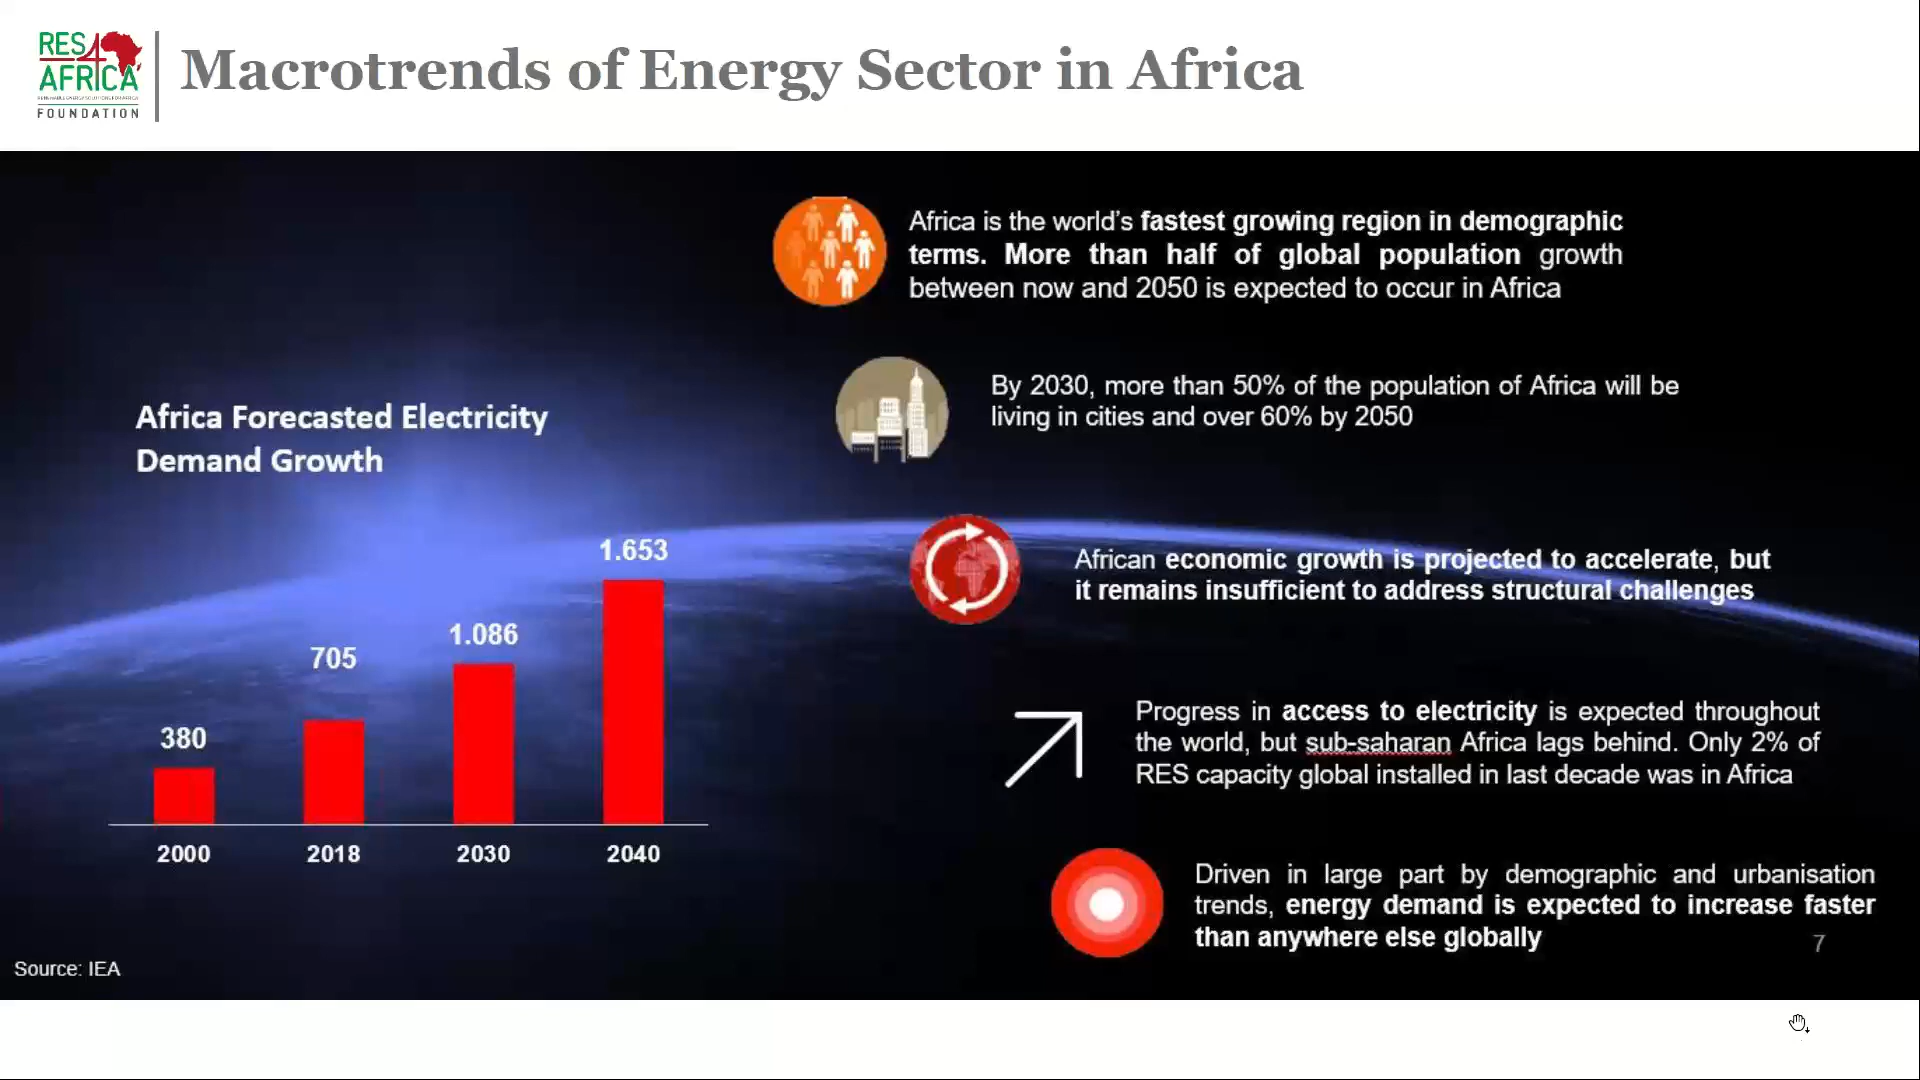 RES4
AFRICA
FOUNDATION
Macrotrends of Energy Sector in Africa
Africa is the world's fastest growing region in demographic
terms. More than half of global population growth
between now and 2050 is expected to occur in Africa
By 2030, more than 50% of the population of Africa will be
living in cities and over 60% by 2050
Africa Forecasted Electricity
Demand Growth
African economic growth is projected to accelerate, but
it remains insufficient to address structural challenges
1.653
1.086
705
380
2000
2018
2030
2040
Progress in access to electricity is expected throughout
the world, but sub-saharan Africa lags behind. Only 2% of
RES capacity global installed in last decade was in Africa
Driven in large part by demographic and urbanisation
trends, energy demand is expected to increase faster
than anywhere else globally
7
Source: IEA